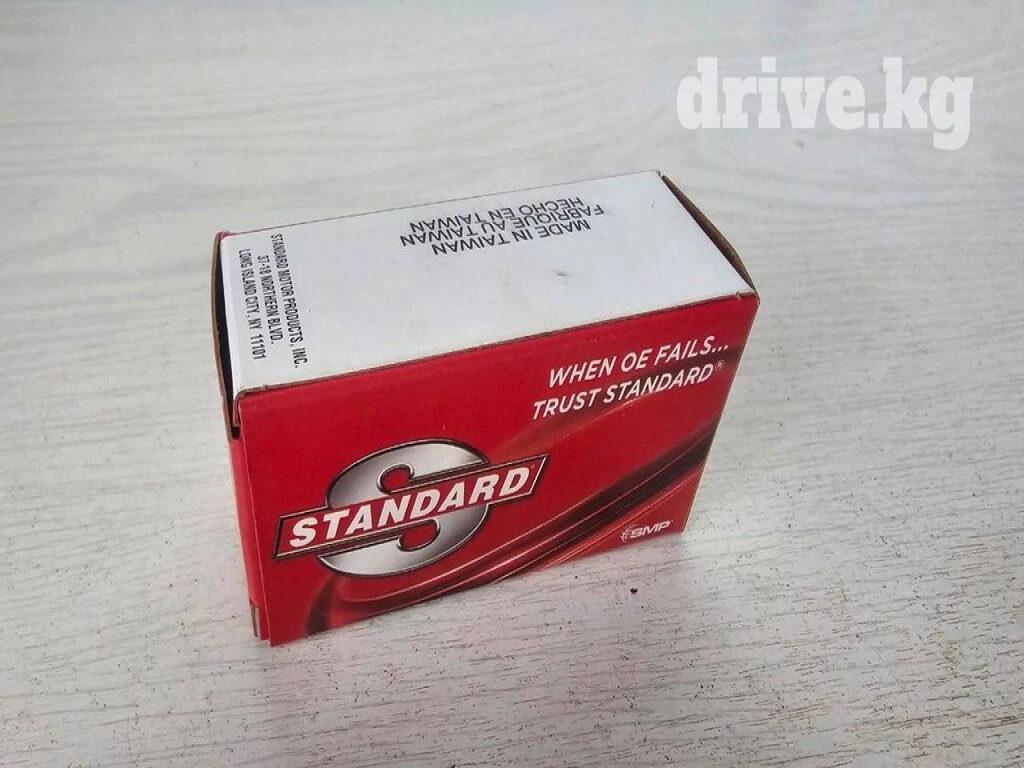 drive.kg
MADE IN TAIWAN
FABRIQUE AU TAIWAN
HECHO EN TAIWAN
STANDARD MOTOR PRODUCTS, INC.
37-18 NORTHERN BLVD.
LONG ISLAND CITY, NY 11101
WHEN OE FAILS...
TRUST STANDARD®
S
STANDARD
SMP